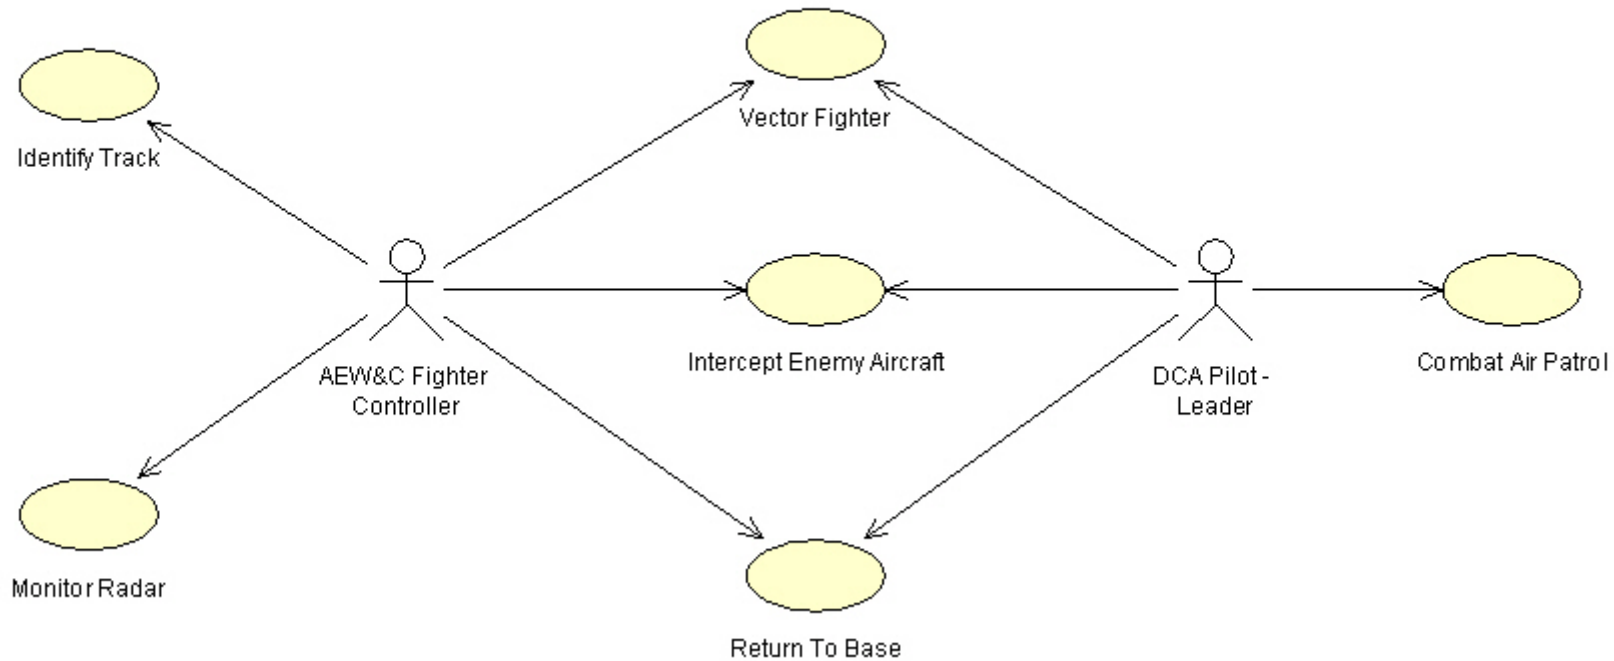 Vector Fighter
Identify Track
Intercept Enemy Aircraft
Combat Air Patrol
AEW&C Fighter
Controller
DCA Pilot -
Leader
Monitor Radar
Return To Base